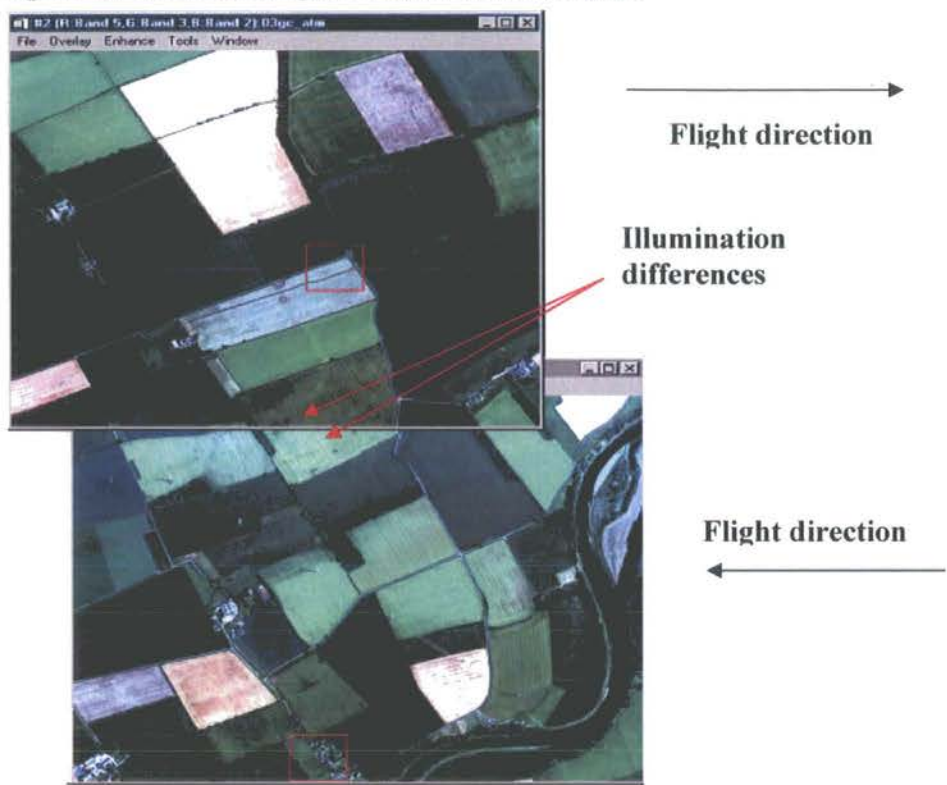 #2 (R:Band 5,G:Band 3,B:Band 2):03gc_atm
File Overlay Enhance Tools Window
Flight direction
Illumination
differences
Flight direction